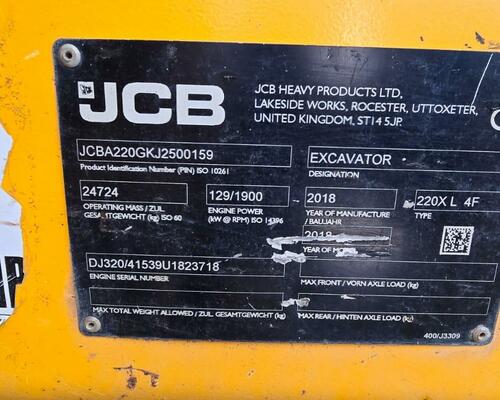 JCB
JCB HEAVY PRODUCTS LTD,
LAKESIDE WORKS, ROCESTER, UTTOXETER,
UNITED KINGDOM, ST14 5JP.
JCBA220GKJ2500159
Product Identification Number (PIN) ISO 10261
EXCAVATOR
DESIGNATION
24724
OPERATING MASS / ZUL.
GESAMTGEWICHT (kg) ISO 60
129/1900
ENGINE POWER
(kW @ RPM) ISO 14396
2018
YEAR OF MANUFACTURE
/ BAUJAHR
220X L 4F
TYPE
2018
YEAR OF
DJ320/41539U1823718
ENGINE SERIAL NUMBER
MAX FRONT / VORN AXLE LOAD (kg)
MAX TOTAL WEIGHT ALLOWED / ZUL. GESAMTGEWICHT (kg)
MAX REAR / HINTEN AXLE LOAD (kg)
400/J3309